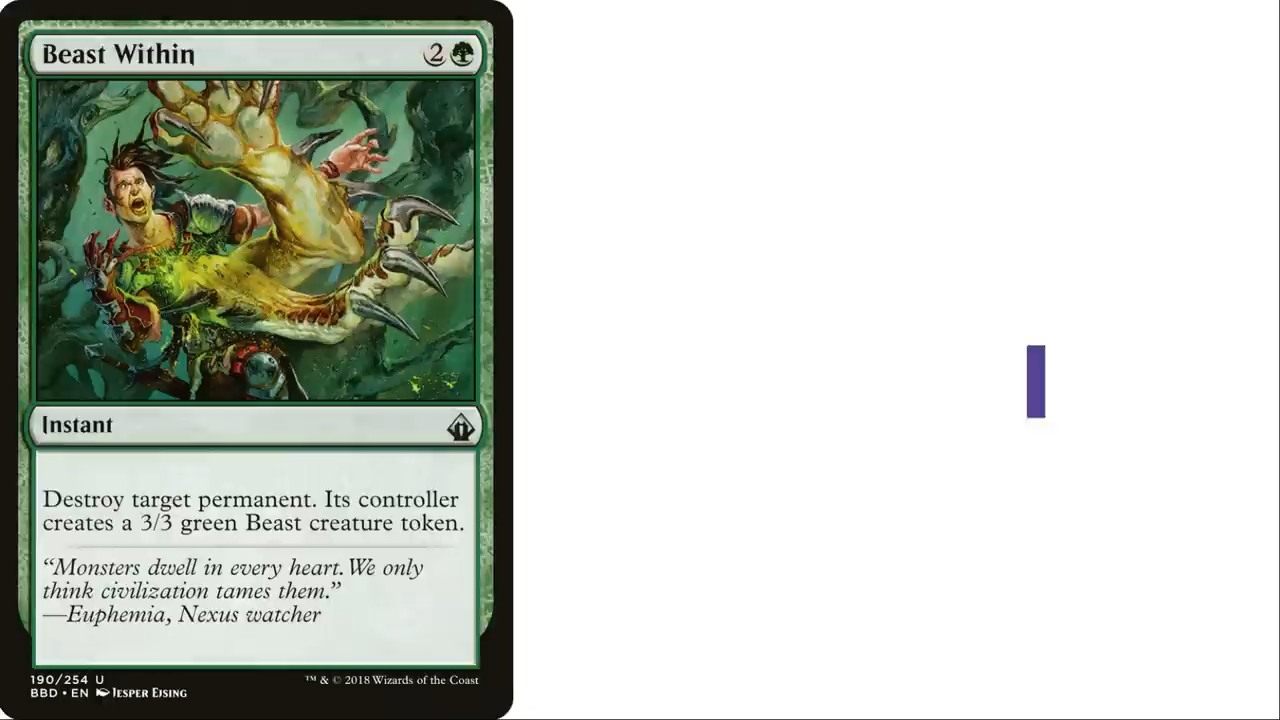 Beast Within 2
Instant
Destroy target permanent. Its controller
creates a 3/3 green Beast creature token.
“Monsters dwell in every heart. We only
think civilization tames them.”
—Euphemia, Nexus watcher
190/254 U
™ & © 2018 Wizards of the Coast
BBD • EN Jesper Ejsing